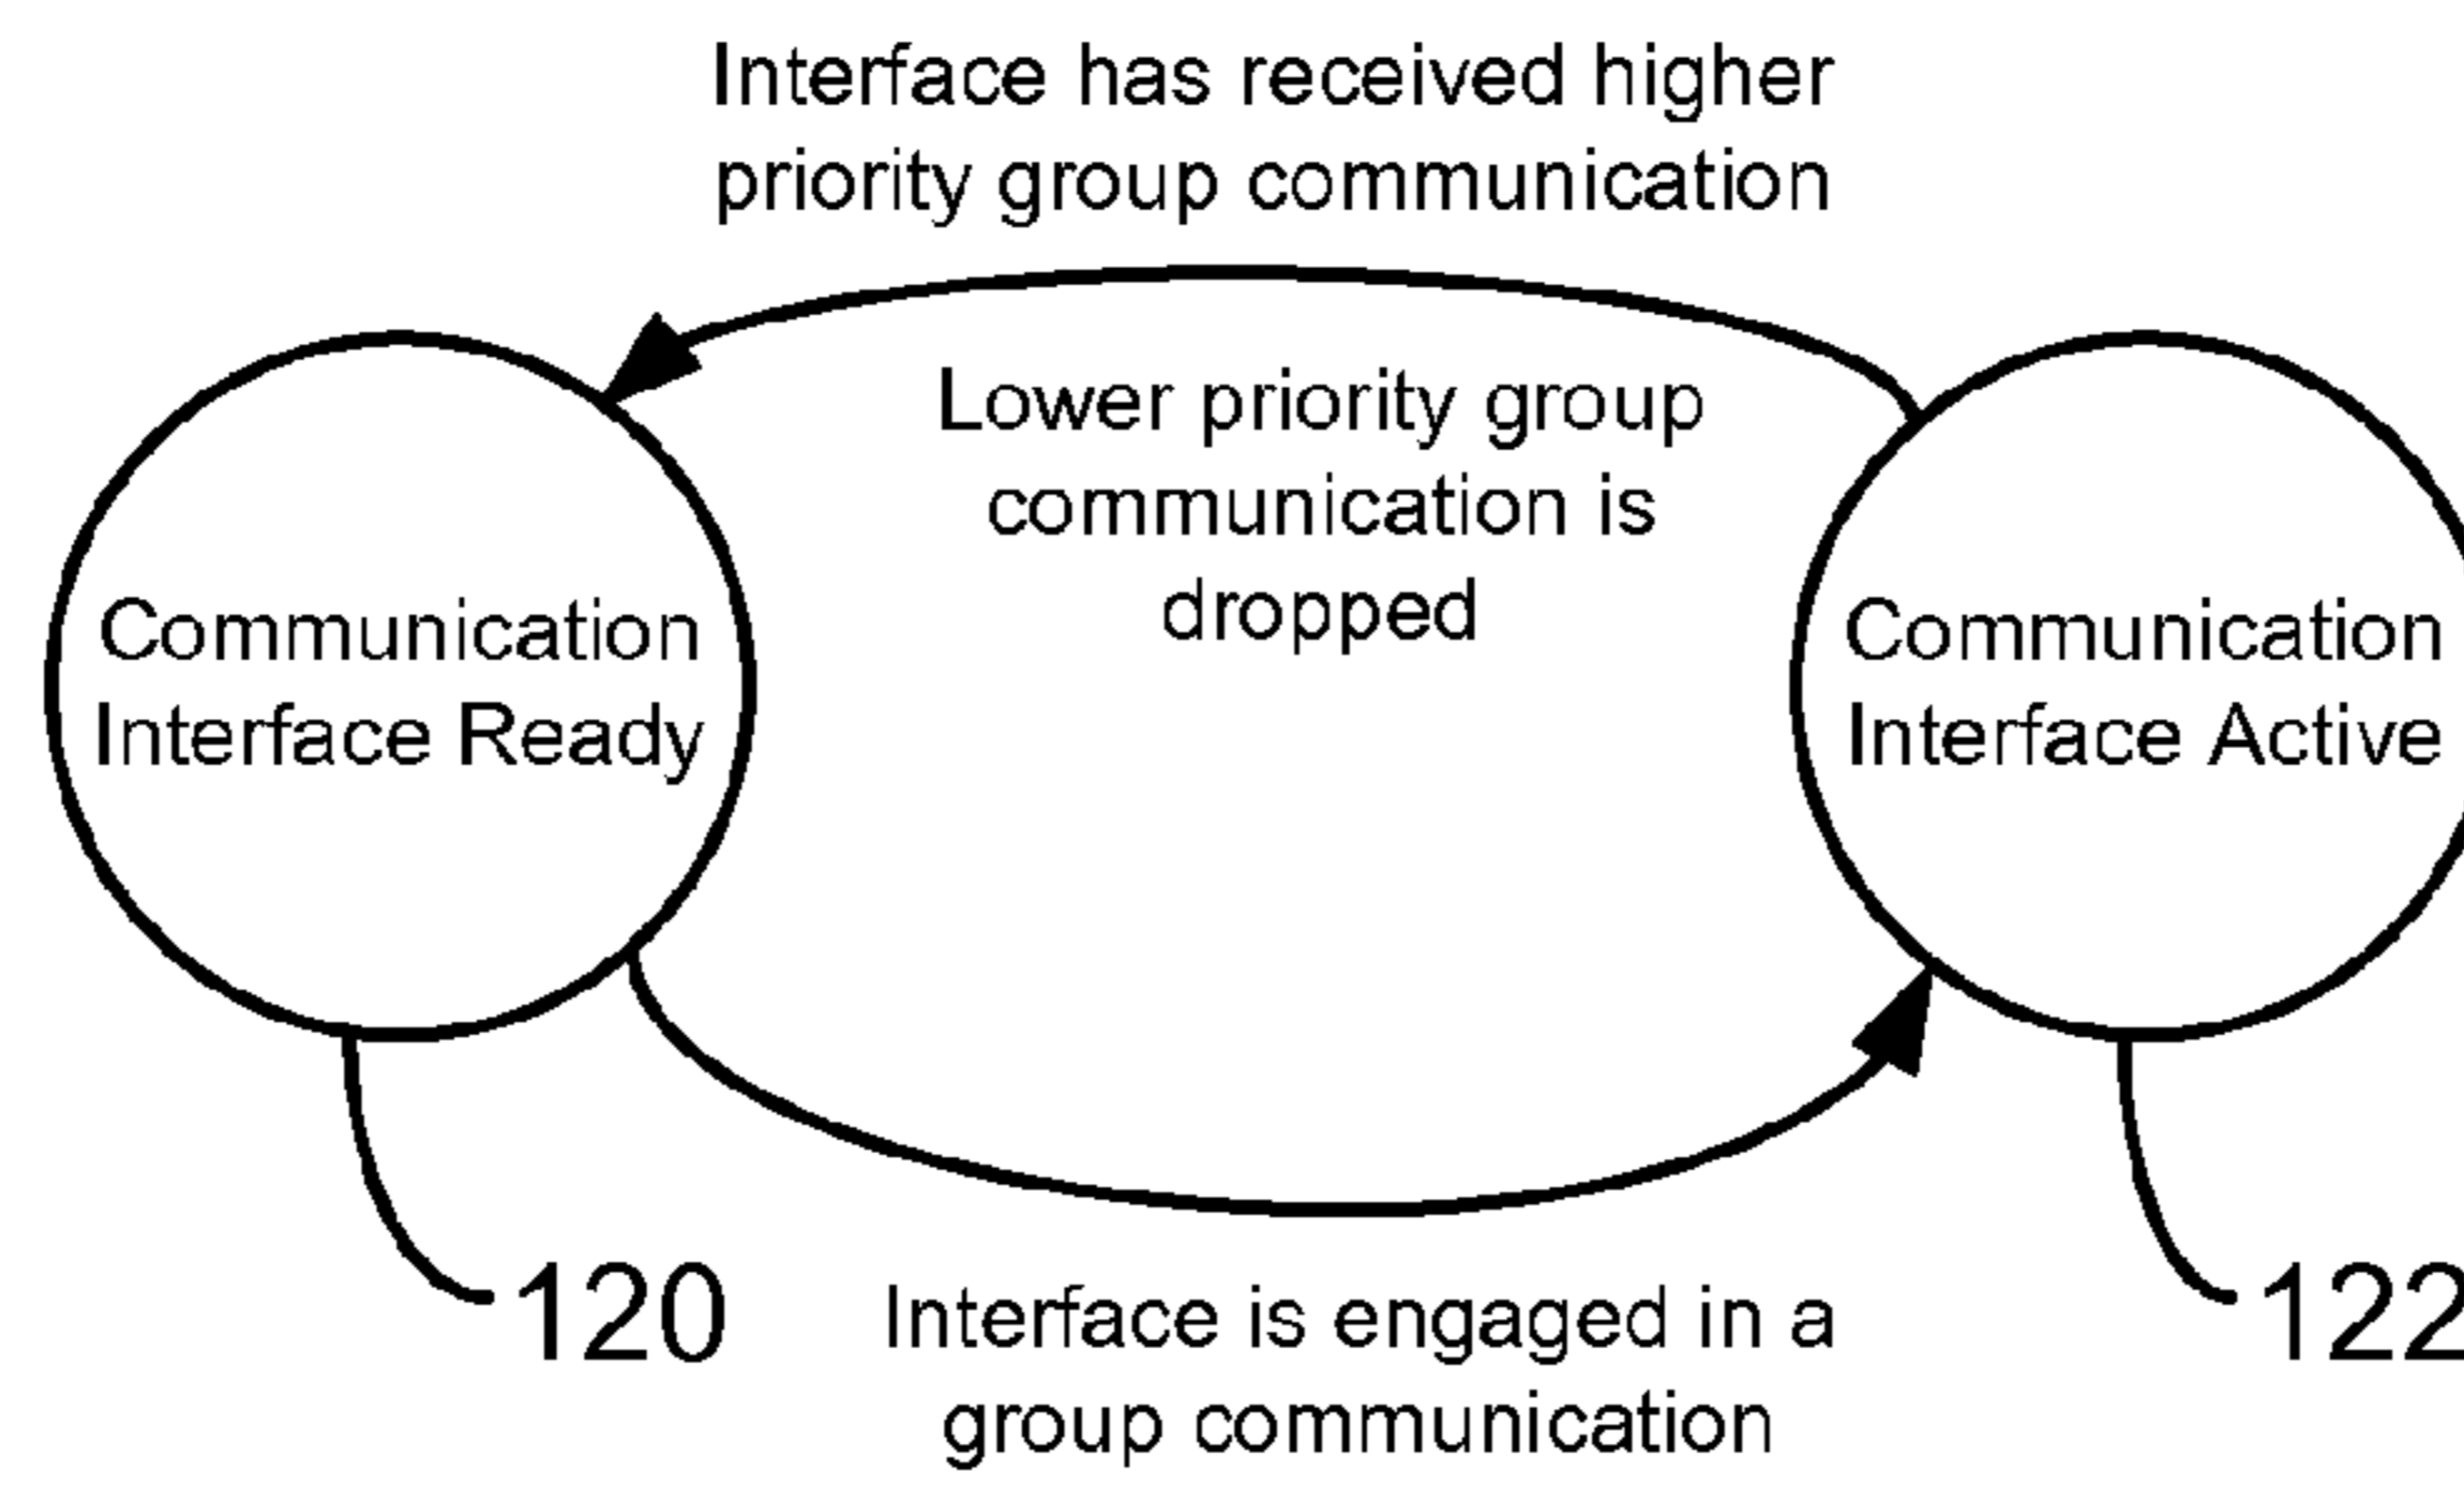 Interface has received higher
priority group communication
Lower priority group
communication is
dropped
Communication
Interface Ready
Communication
Interface Active
120
122
Interface is engaged in a
group communication